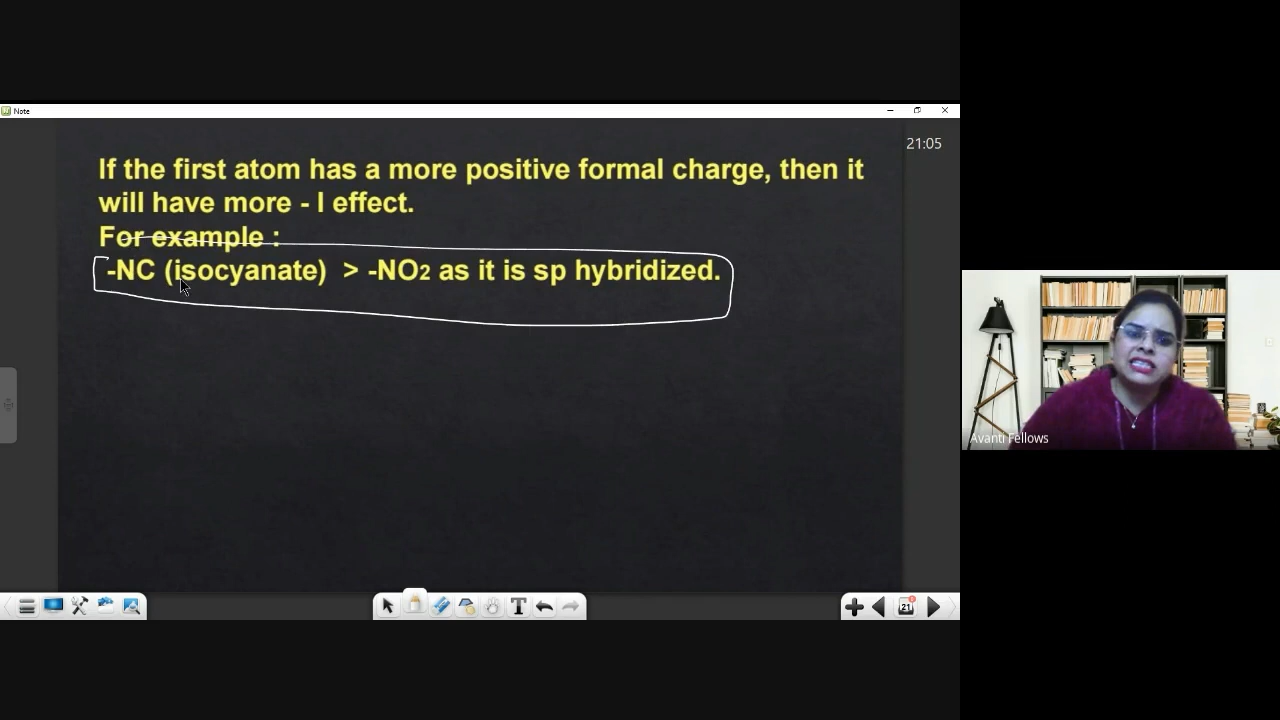 Note
21:05
If the first atom has a more positive formal charge, then it
will have more - I effect.
For example :
-NC (isocyanate) > -NO2 as it is sp hybridized.
Avanti Fellows
T
21